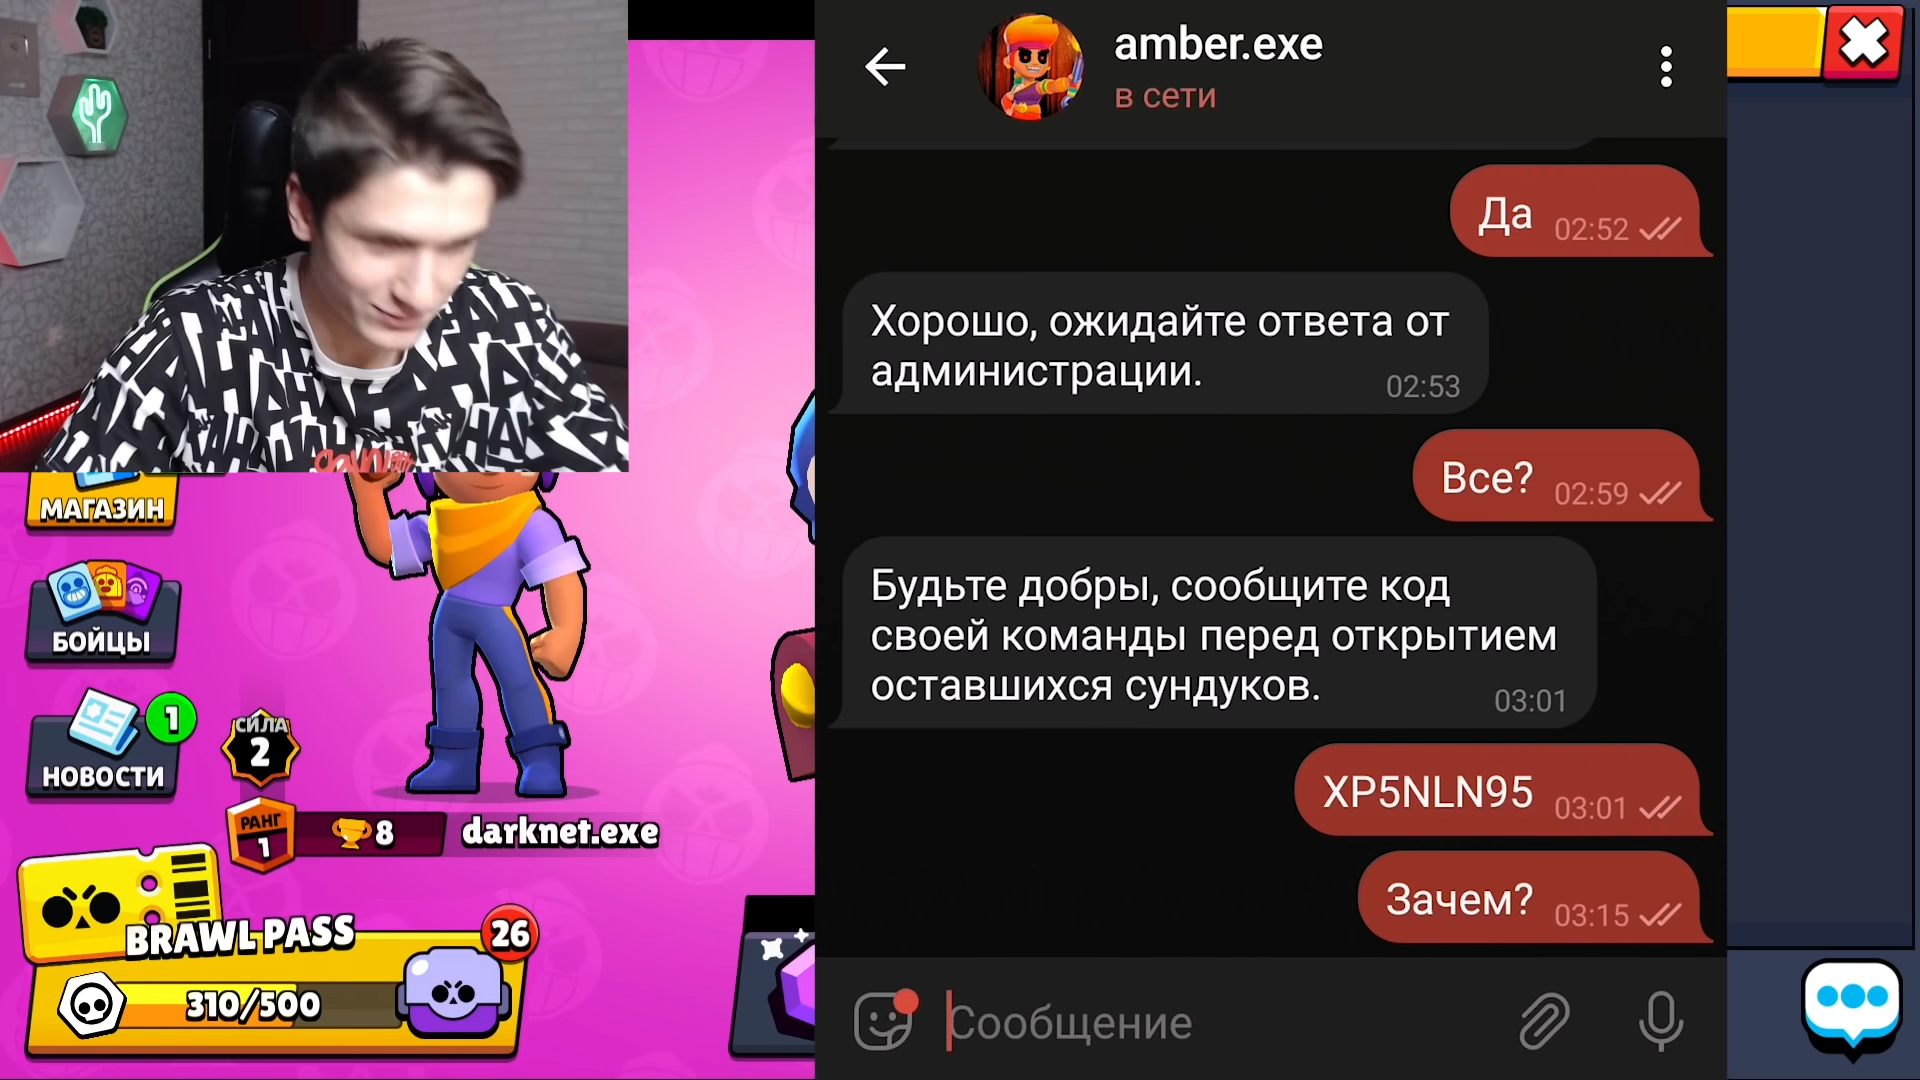 amber.exe
в сети
Да 02:52
Хорошо, ожидайте ответа от
администрации. 02:53
Все? 02:59
Будьте добры, сообщите код
своей команды перед открытием
оставшихся сундуков. 03:01
XP5NLN95 03:01
Зачем? 03:15
Сообщение
МАГАЗИН
БОЙЦЫ
1
НОВОСТИ
СИЛА
2
РАНГ
1
8
darknet.exe
BRAWL PASS
26
310/500